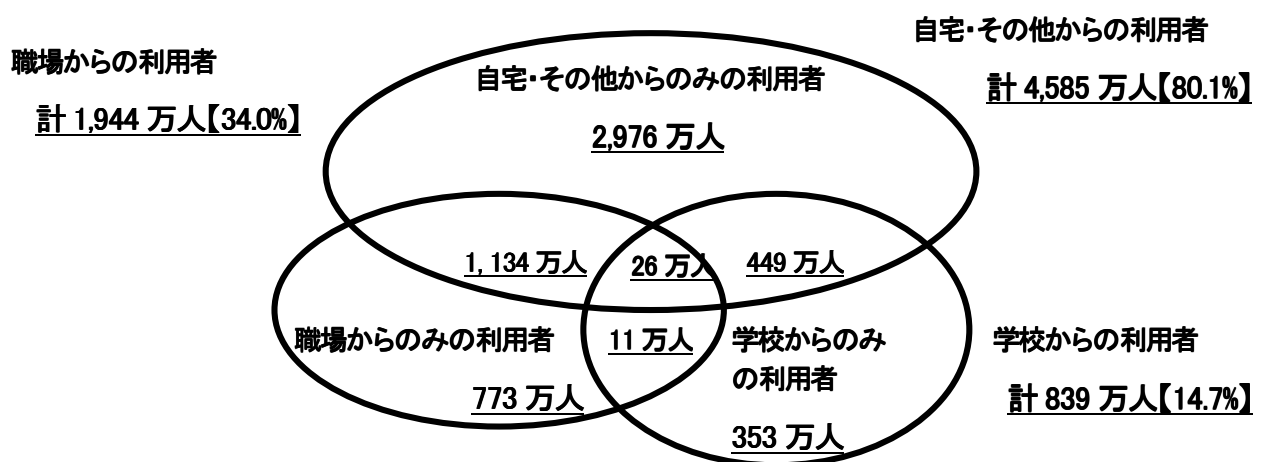 職場からの利用者
計 1,944 万人【34.0%】
自宅・その他からの利用者
計 4,585 万人【80.1%】
自宅・その他からのみの利用者
2,976 万人
1,134 万人
26 万人
449 万人
職場からのみの利用者
773 万人
11 万人
学校からのみ
の利用者
353 万人
学校からの利用者
計 839 万人【14.7%】